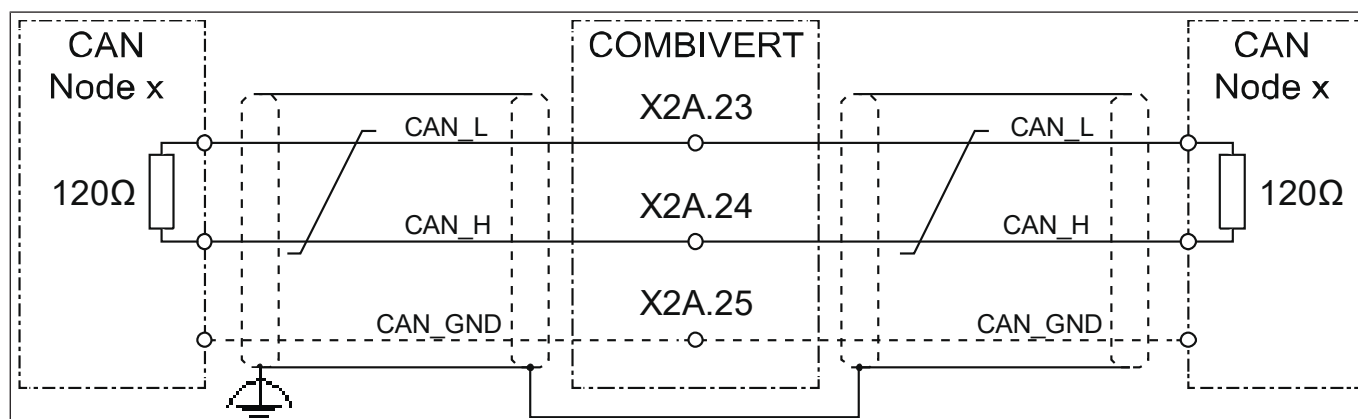 CAN
Node x
COMBIVERT
CAN
Node x
X2A.23
CAN_L
CAN_L
120Ω
X2A.24
120Ω
CAN_H
CAN_H
X2A.25
CAN_GND
CAN_GND